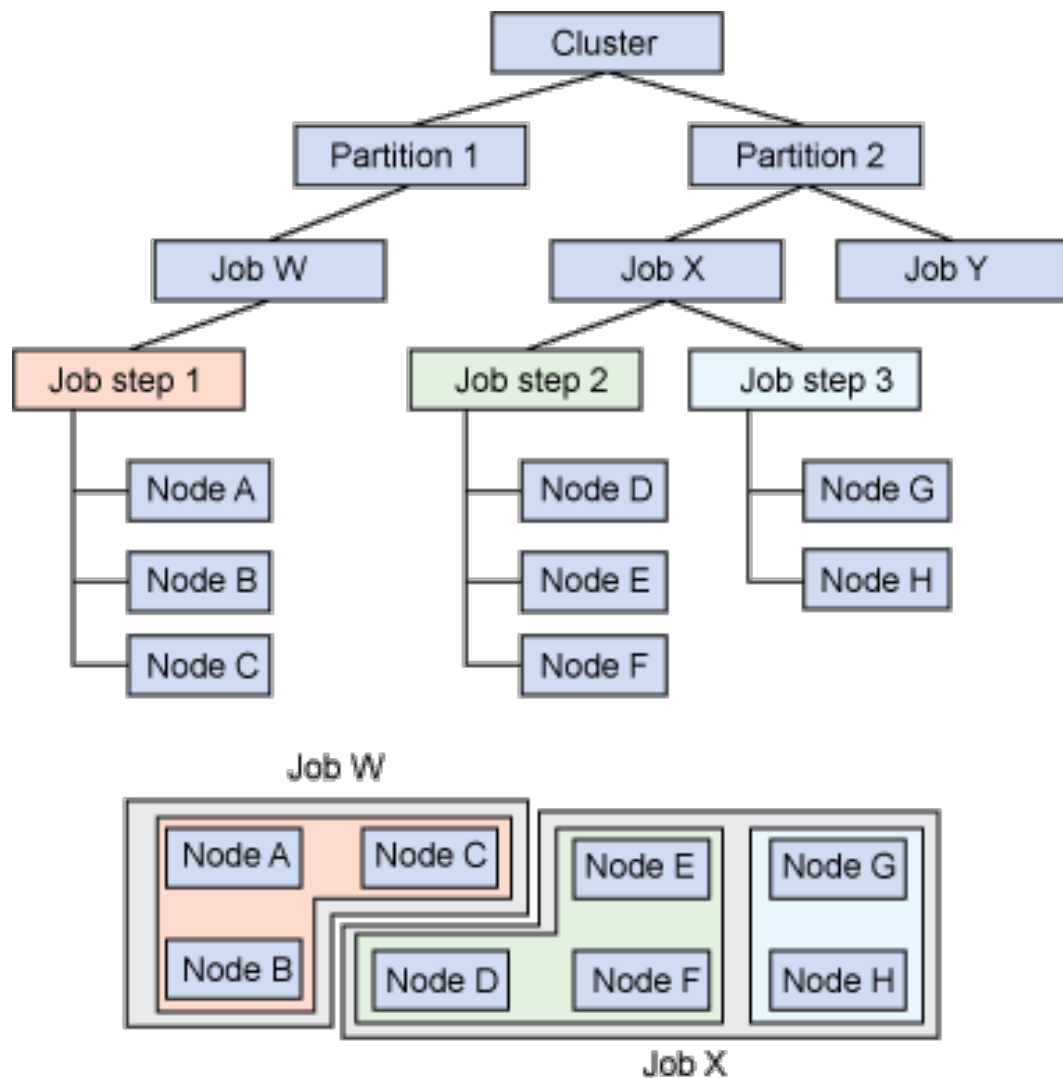 Cluster
Partition 1
Partition 2
Job W
Job X
Job Y
Job step 1
Job step 2
Job step 3
Node A
Node D
Node G
Node B
Node E
Node H
Node C
Node F
Job W
Node A
Node C
Node E
Node G
Node B
Node D
Node F
Node H
Job X